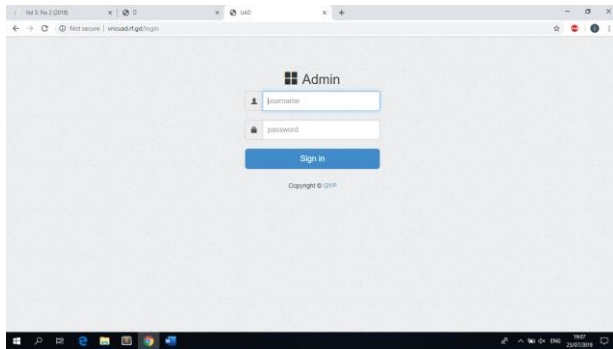 Vol 3, No 2 (2018)
UAD
Not secure | vricuad.rf.gd/login
Admin
username
password
Sign in
Copyright © GYP
ENG
19:07
23/07/2019